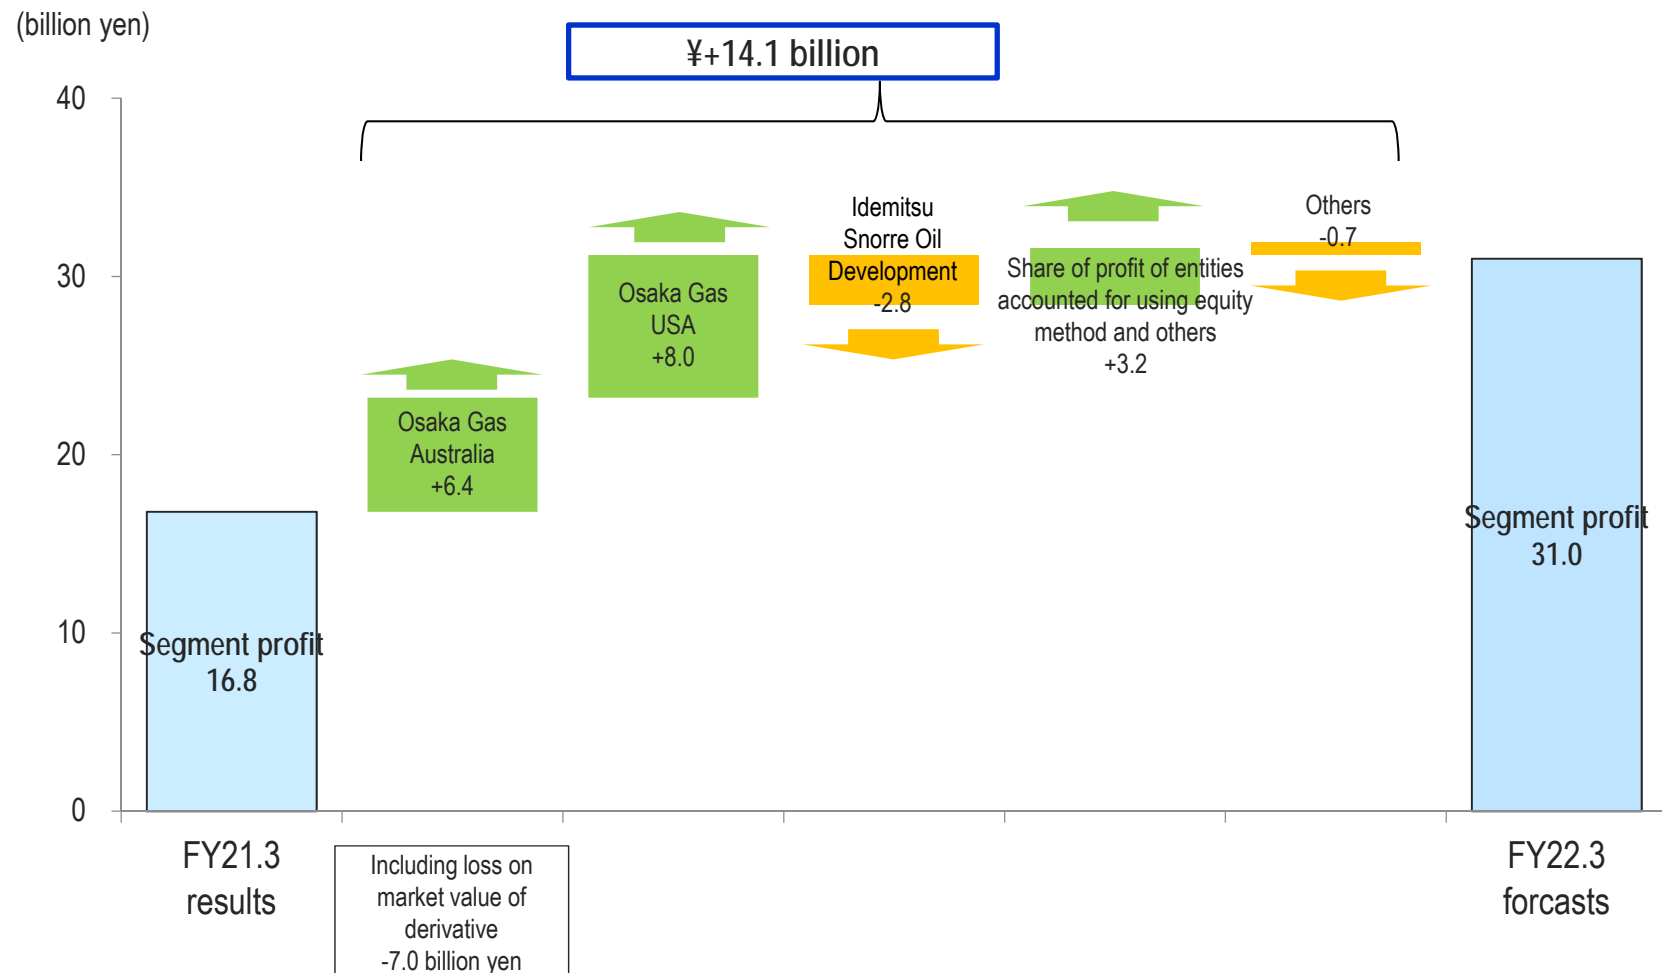 (billion yen)
¥+14.1 billion
40
30
20
10
0
Segment profit
16.8
Osaka Gas
Australia
+6.4
Osaka Gas
USA
+8.0
Idemitsu
Snorre Oil
Development
-2.8
Share of profit of entities
accounted for using equity
method and others
+3.2
Others
-0.7
Segment profit
31.0
FY21.3
results
Including loss on
market value of
derivative
-7.0 billion yen
FY22.3
forcasts